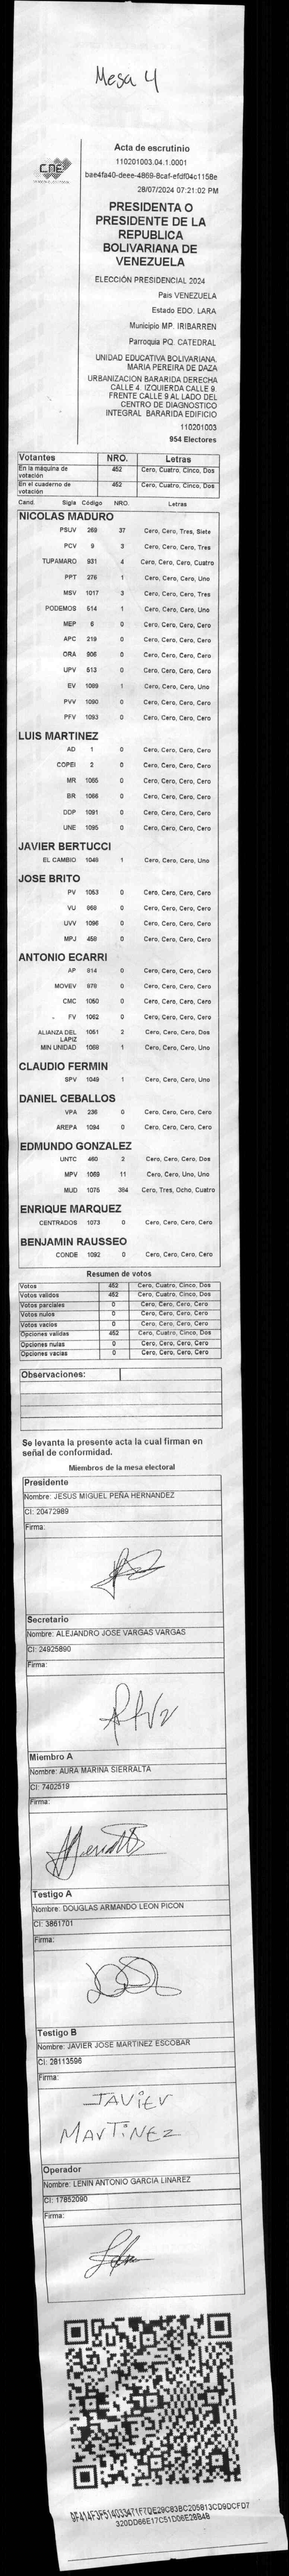 Mesa 4
CNE
Acta de escrutinio
110201003.04.1.0001
bae4fa40-deee-4869-8caf-efdf04c1158e
28/07/2024 07:21:02 PM
PRESIDENTA O
PRESIDENTE DE LA
REPUBLICA
BOLIVARIANA DE
VENEZUELA
ELECCIÓN PRESIDENCIAL 2024
Pais VENEZUELA
Estado EDO. LARA
Municipio MP. IRIBARREN
Parroquia PQ. CATEDRAL
UNIDAD EDUCATIVA BOLIVARIANA.
MARIA PEREIRA DE DAZA
URBANIZACION BARARIDA DERECHA
CALLE 4. IZQUIERDA CALLE 9.
FRENTE CALLE 9 AL LADO DEL
CENTRO DE DIAGNOSTICO
INTEGRAL BARARIDA EDIFICIO
110201003
954 Electores
Votantes NRO. Letras
En la máquina de votación 452 Cero, Cuatro, Cinco, Dos
En el cuaderno de votación 452 Cero, Cuatro, Cinco, Dos
Cand. Sigla Código NRO. Letras
NICOLAS MADURO
PSUV 269 37 Cero, Cero, Tres, Siete
PCV 9 3 Cero, Cero, Cero, Tres
TUPAMARO 931 4 Cero, Cero, Cero, Cuatro
PPT 276 1 Cero, Cero, Cero, Uno
MSV 1017 3 Cero, Cero, Cero, Tres
PODEMOS 514 1 Cero, Cero, Cero, Uno
MEP 6 0 Cero, Cero, Cero, Cero
APC 219 0 Cero, Cero, Cero, Cero
ORA 906 0 Cero, Cero, Cero, Cero
UPV 513 0 Cero, Cero, Cero, Cero
EV 1089 1 Cero, Cero, Cero, Uno
PVV 1090 0 Cero, Cero, Cero, Cero
PFV 1093 0 Cero, Cero, Cero, Cero
LUIS MARTINEZ
AD 1 0 Cero, Cero, Cero, Cero
COPEI 2 0 Cero, Cero, Cero, Cero
MR 1065 0 Cero, Cero, Cero, Cero
BR 1086 0 Cero, Cero, Cero, Cero
DDP 1091 0 Cero, Cero, Cero, Cero
UNE 1095 0 Cero, Cero, Cero, Cero
JAVIER BERTUCCI
EL CAMBIO 1048 1 Cero, Cero, Cero, Uno
JOSE BRITO
PV 1053 0 Cero, Cero, Cero, Cero
VU 868 0 Cero, Cero, Cero, Cero
UVV 1096 0 Cero, Cero, Cero, Cero
MPJ 458 0 Cero, Cero, Cero, Cero
ANTONIO ECARRI
AP 814 0 Cero, Cero, Cero, Cero
MOVEV 978 0 Cero, Cero, Cero, Cero
CMC 1050 0 Cero, Cero, Cero, Cero
FV 1062 0 Cero, Cero, Cero, Cero
ALIANZA DEL LAPIZ 1051 2 Cero, Cero, Cero, Dos
MIN UNIDAD 1068 1 Cero, Cero, Cero, Uno
CLAUDIO FERMIN
SPV 1049 1 Cero, Cero, Cero, Uno
DANIEL CEBALLOS
VPA 236 0 Cero, Cero, Cero, Cero
AREPA 1094 0 Cero, Cero, Cero, Cero
EDMUNDO GONZALEZ
UNTC 460 2 Cero, Cero, Cero, Dos
MPV 1069 11 Cero, Cero, Uno, Uno
MUD 1075 384 Cero, Tres, Ocho, Cuatro
ENRIQUE MARQUEZ
CENTRADOS 1073 0 Cero, Cero, Cero, Cero
BENJAMIN RAUSSEO
CONDE 1092 0 Cero, Cero, Cero, Cero
Resumen de votos
Votos 452 Cero, Cuatro, Cinco, Dos
Votos validos 452 Cero, Cuatro, Cinco, Dos
Votos parciales 0 Cero, Cero, Cero, Cero
Votos nulos 0 Cero, Cero, Cero, Cero
Votos vacios 0 Cero, Cero, Cero, Cero
Opciones validas 452 Cero, Cuatro, Cinco, Dos
Opciones nulas 0 Cero, Cero, Cero, Cero
Opciones vacias 0 Cero, Cero, Cero, Cero
Observaciones:
Se levanta la presente acta la cual firman en
señal de conformidad.
Miembros de la mesa electoral
Presidente
Nombre: JESUS MIGUEL PEÑA HERNANDEZ
CI: 20472989
Firma:
Secretario
Nombre: ALEJANDRO JOSE VARGAS VARGAS
CI: 24925890
Firma:
Miembro A
Nombre: AURA MARINA SIERRALTA
CI: 7402519
Firma:
Testigo A
Nombre: DOUGLAS ARMANDO LEON PICON
CI: 3861701
Firma:
Testigo B
Nombre: JAVIER JOSE MARTINEZ ESCOBAR
CI: 28113596
Firma:
JAVIER
MARTINEZ
Operador
Nombre: LENIN ANTONIO GARCIA LINAREZ
CI: 17852090
Firma: